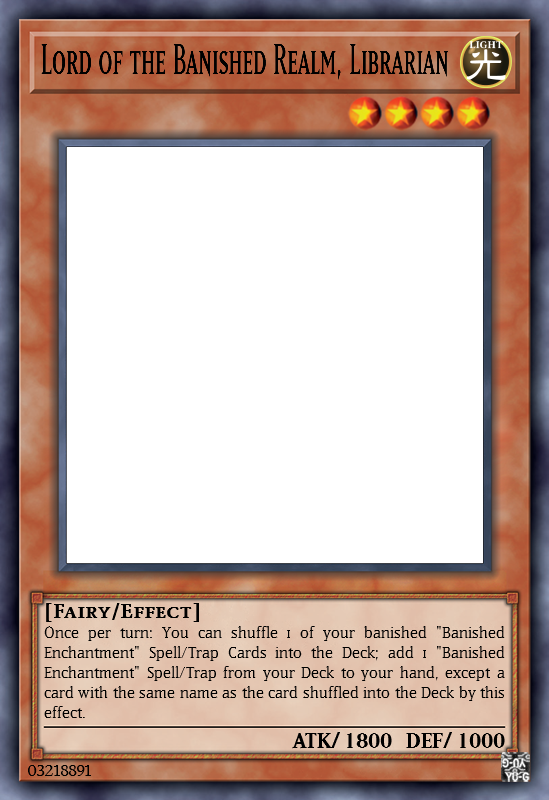 Lord of the Banished Realm, Librarian
LIGHT
光
[Fairy/Effect]
Once per turn: You can shuffle 1 of your banished "Banished
Enchantment" Spell/Trap Cards into the Deck; add 1 "Banished
Enchantment" Spell/Trap from your Deck to your hand, except a
card with the same name as the card shuffled into the Deck by this
effect.
ATK/ 1800 DEF/ 1000
03218891